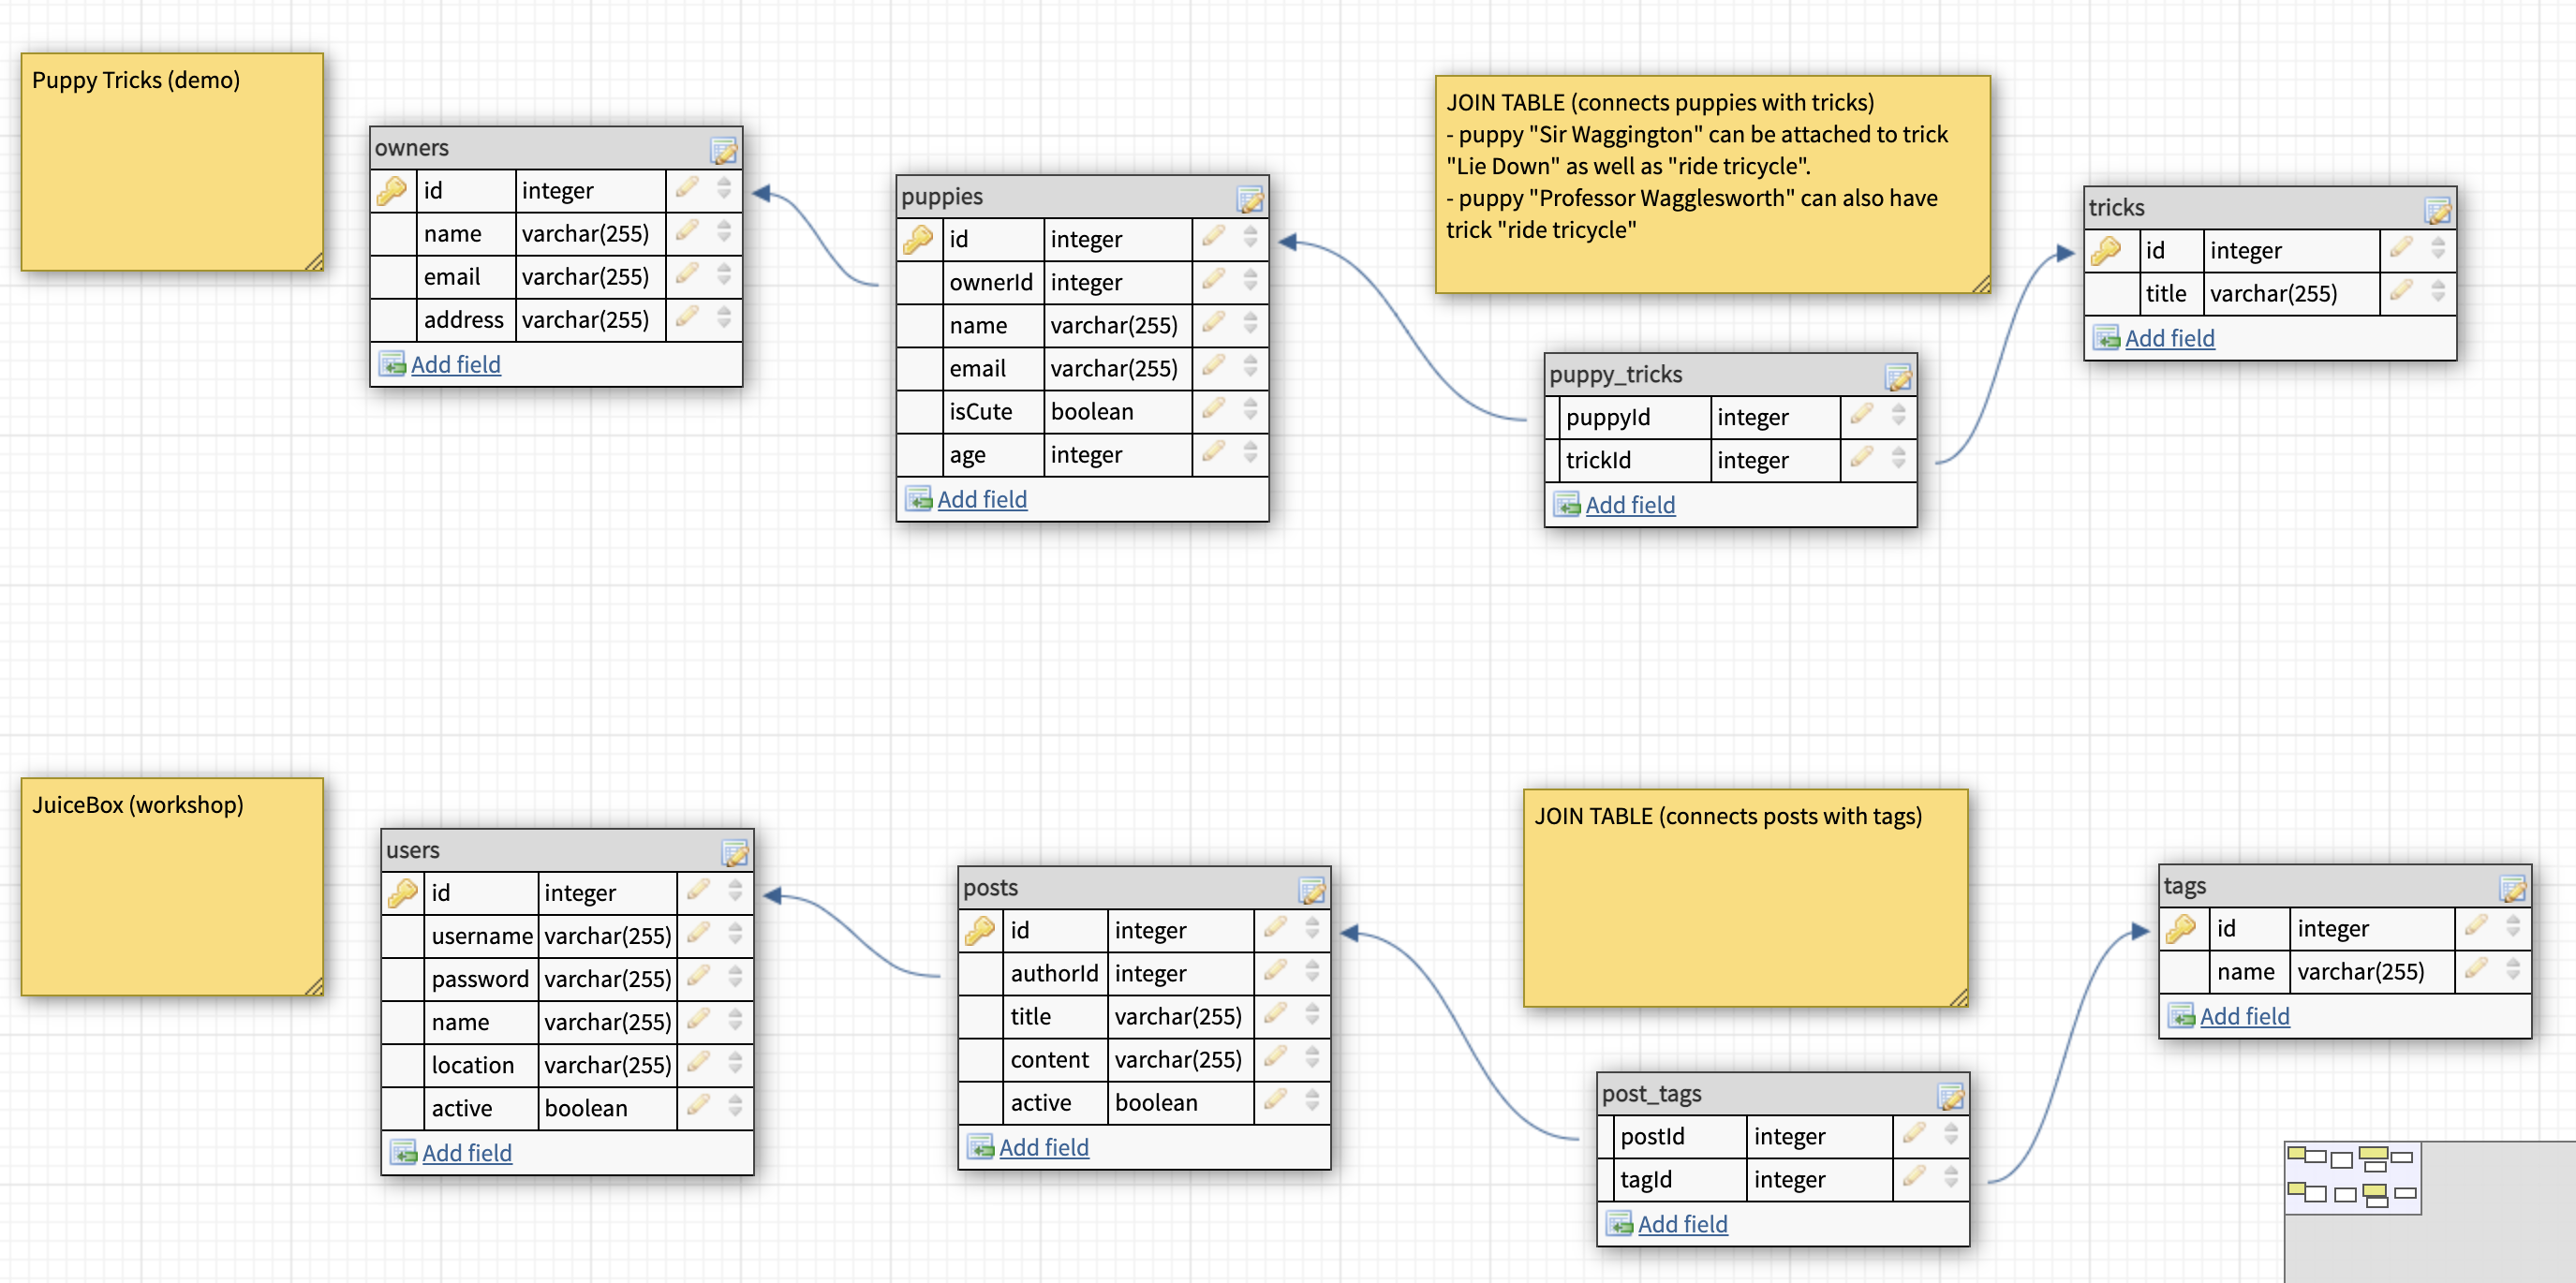 Puppy Tricks (demo)
owners
id integer
name varchar(255)
email varchar(255)
address varchar(255)
Add field
puppies
id integer
ownerId integer
name varchar(255)
email varchar(255)
isCute boolean
age integer
Add field
JOIN TABLE (connects puppies with tricks)
- puppy "Sir Waggington" can be attached to trick
"Lie Down" as well as "ride tricycle".
- puppy "Professor Wagglesworth" can also have
trick "ride tricycle"
puppy_tricks
puppyId integer
trickId integer
Add field
tricks
id integer
title varchar(255)
Add field
JuiceBox (workshop)
users
id integer
username varchar(255)
password varchar(255)
name varchar(255)
location varchar(255)
active boolean
Add field
posts
id integer
authorId integer
title varchar(255)
content varchar(255)
active boolean
Add field
JOIN TABLE (connects posts with tags)
post_tags
postId integer
tagId integer
Add field
tags
id integer
name varchar(255)
Add field